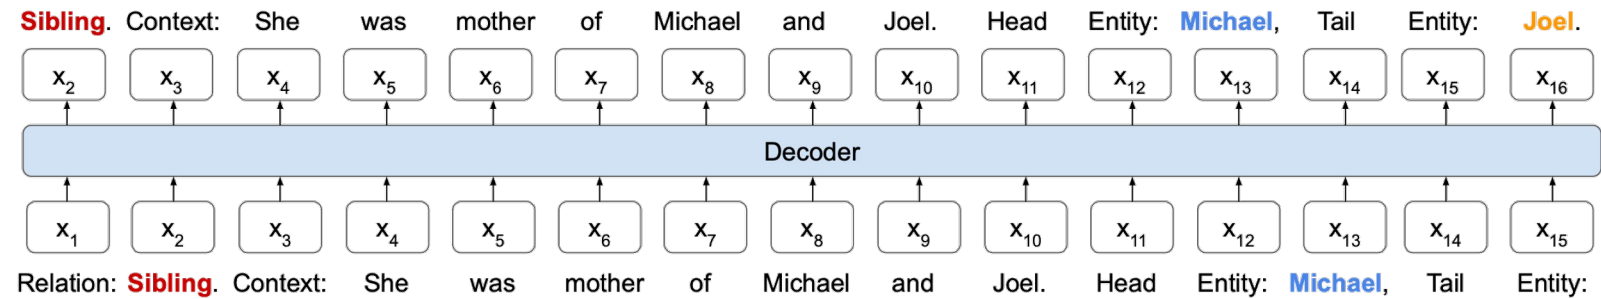 Sibling. Context: She was mother of Michael and Joel. Head Entity: Michael, Tail Entity: Joel.
x2 x3 x4 x5 x6 x7 x8 x9 x10 x11 x12 x13 x14 x15 x16
Decoder
x1 x2 x3 x4 x5 x6 x7 x8 x9 x10 x11 x12 x13 x14 x15
Relation: Sibling. Context: She was mother of Michael and Joel. Head Entity: Michael, Tail Entity: